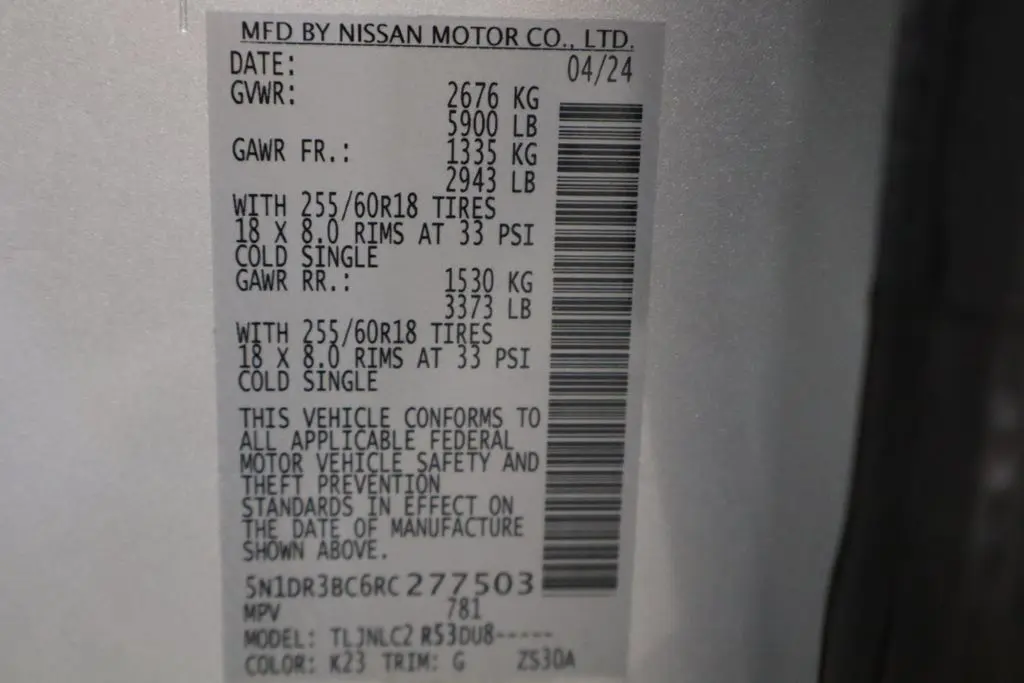 MFD BY NISSAN MOTOR CO., LTD.
DATE: 04/24
GVWR: 2676 KG
5900 LB
GAWR FR.: 1335 KG
2943 LB
WITH 255/60R18 TIRES
18 X 8.0 RIMS AT 33 PSI
COLD SINGLE
GAWR RR.: 1530 KG
3373 LB
WITH 255/60R18 TIRES
18 X 8.0 RIMS AT 33 PSI
COLD SINGLE
THIS VEHICLE CONFORMS TO
ALL APPLICABLE FEDERAL
MOTOR VEHICLE SAFETY AND
THEFT PREVENTION
STANDARDS IN EFFECT ON
THE DATE OF MANUFACTURE
SHOWN ABOVE.
5N1DR3BC6RC277503
MPV 781
MODEL: TLJNLC2 R53DU8-----
COLOR: K23 TRIM: G ZS30A